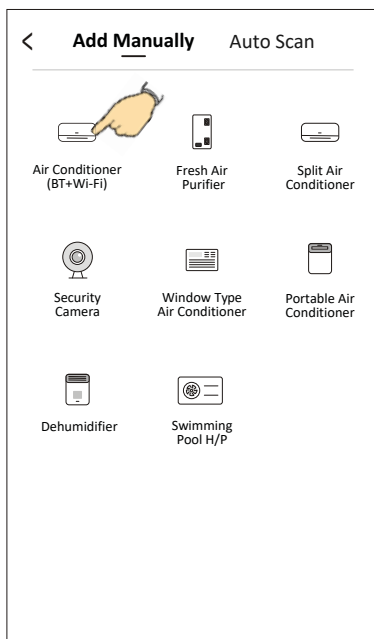 Add Manually Auto Scan
Air Conditioner
(BT+Wi-Fi)
Fresh Air
Purifier
Split Air
Conditioner
Security
Camera
Window Type
Air Conditioner
Portable Air
Conditioner
Dehumidifier
Swimming
Pool H/P